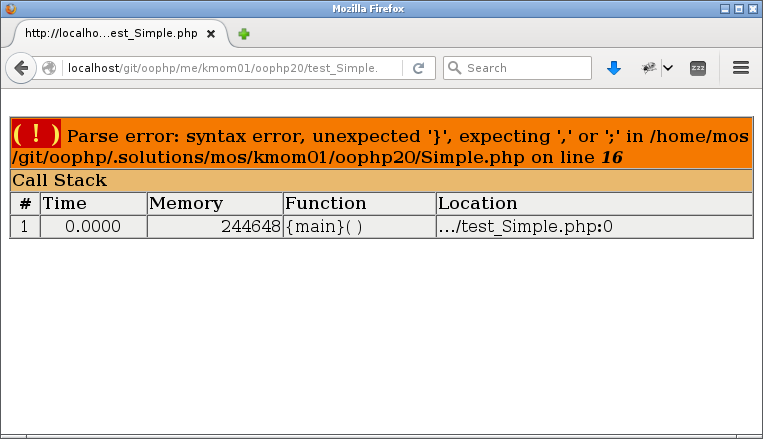 Mozilla Firefox
http://localho...est_Simple.php
localhost/git/oophp/me/kmom01/oophp20/test_Simple.
Search
zzz
( ! ) Parse error: syntax error, unexpected '}', expecting ',' or ';' in /home/mos
/git/oophp/.solutions/mos/kmom01/oophp20/Simple.php on line 16
Call Stack
# Time Memory Function Location
1 0.0000 244648 {main}( ) .../test_Simple.php:0